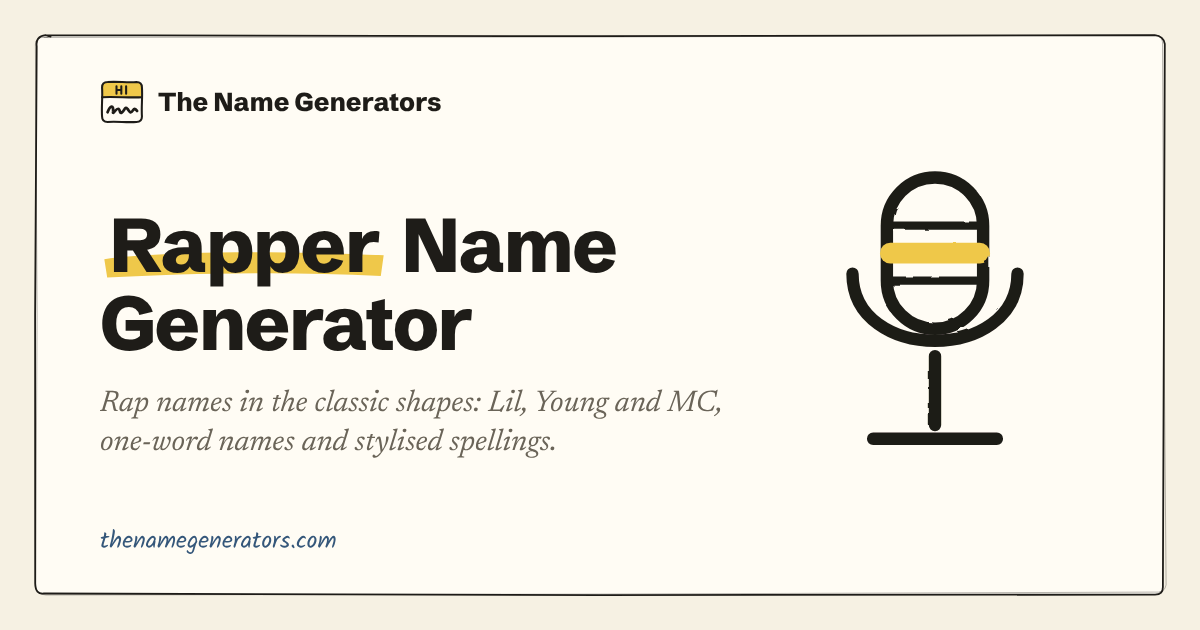 HI
The Name Generators
Rapper Name
Generator
Rap names in the classic shapes: Lil, Young and MC,
one-word names and stylised spellings.
thenamegenerators.com